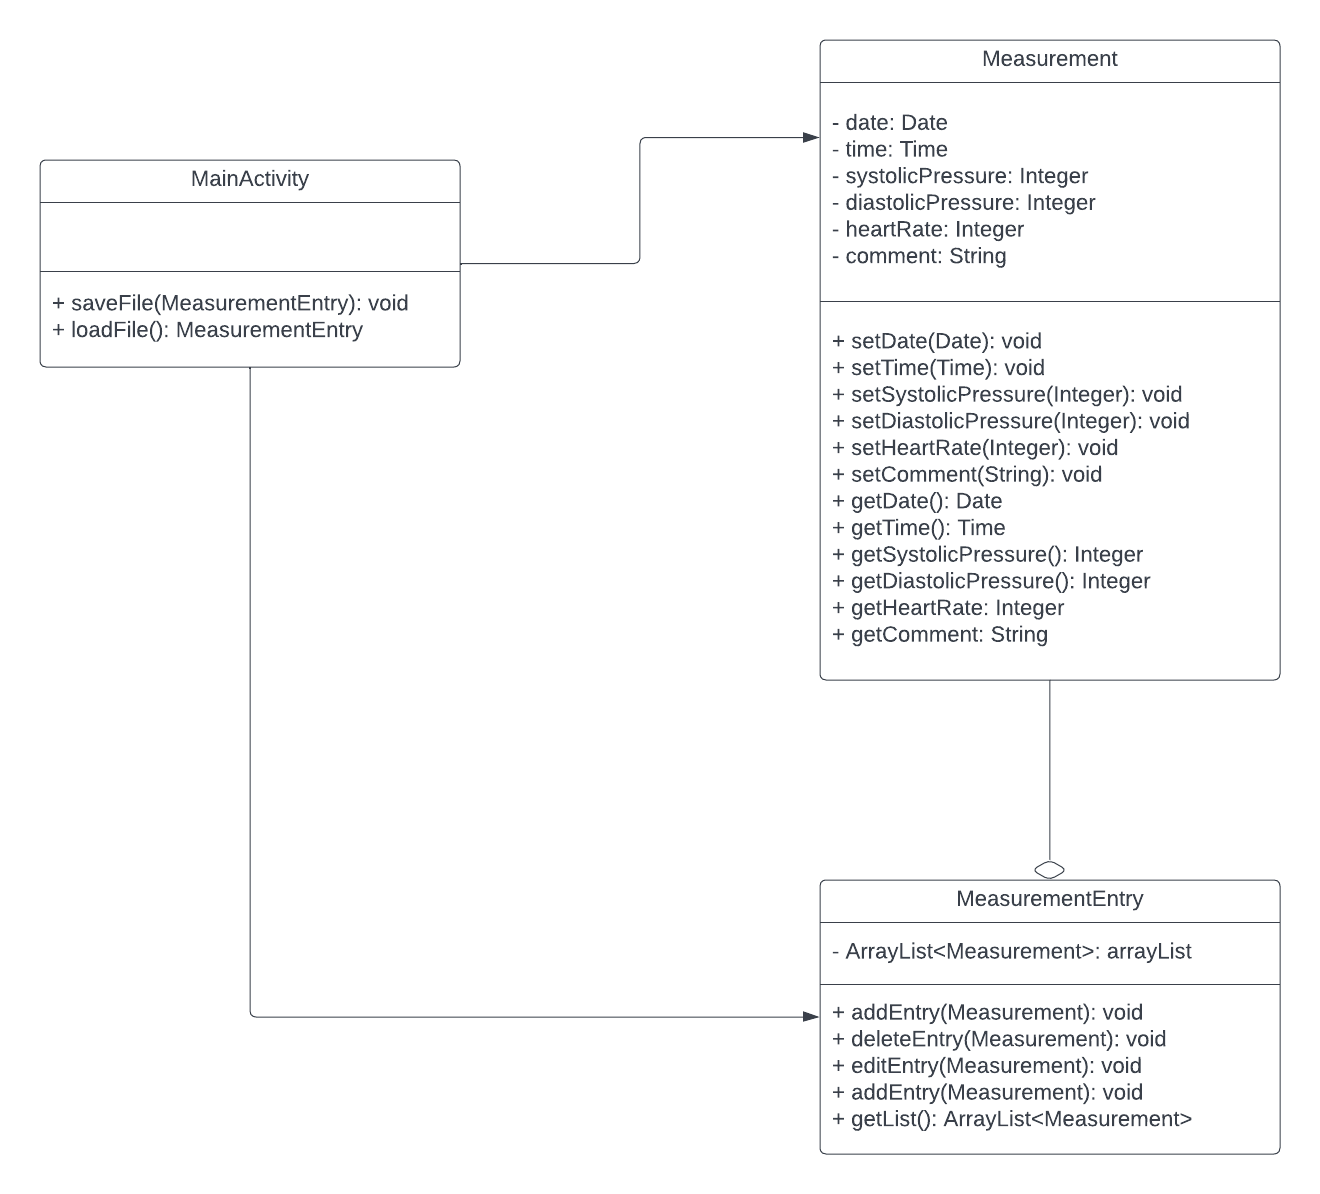 MainActivity
+ saveFile(MeasurementEntry): void
+ loadFile(): MeasurementEntry
Measurement
- date: Date
- time: Time
- systolicPressure: Integer
- diastolicPressure: Integer
- heartRate: Integer
- comment: String
+ setDate(Date): void
+ setTime(Time): void
+ setSystolicPressure(Integer): void
+ setDiastolicPressure(Integer): void
+ setHeartRate(Integer): void
+ setComment(String): void
+ getDate(): Date
+ getTime(): Time
+ getSystolicPressure(): Integer
+ getDiastolicPressure(): Integer
+ getHeartRate: Integer
+ getComment: String
MeasurementEntry
- ArrayList<Measurement>: arrayList
+ addEntry(Measurement): void
+ deleteEntry(Measurement): void
+ editEntry(Measurement): void
+ addEntry(Measurement): void
+ getList(): ArrayList<Measurement>